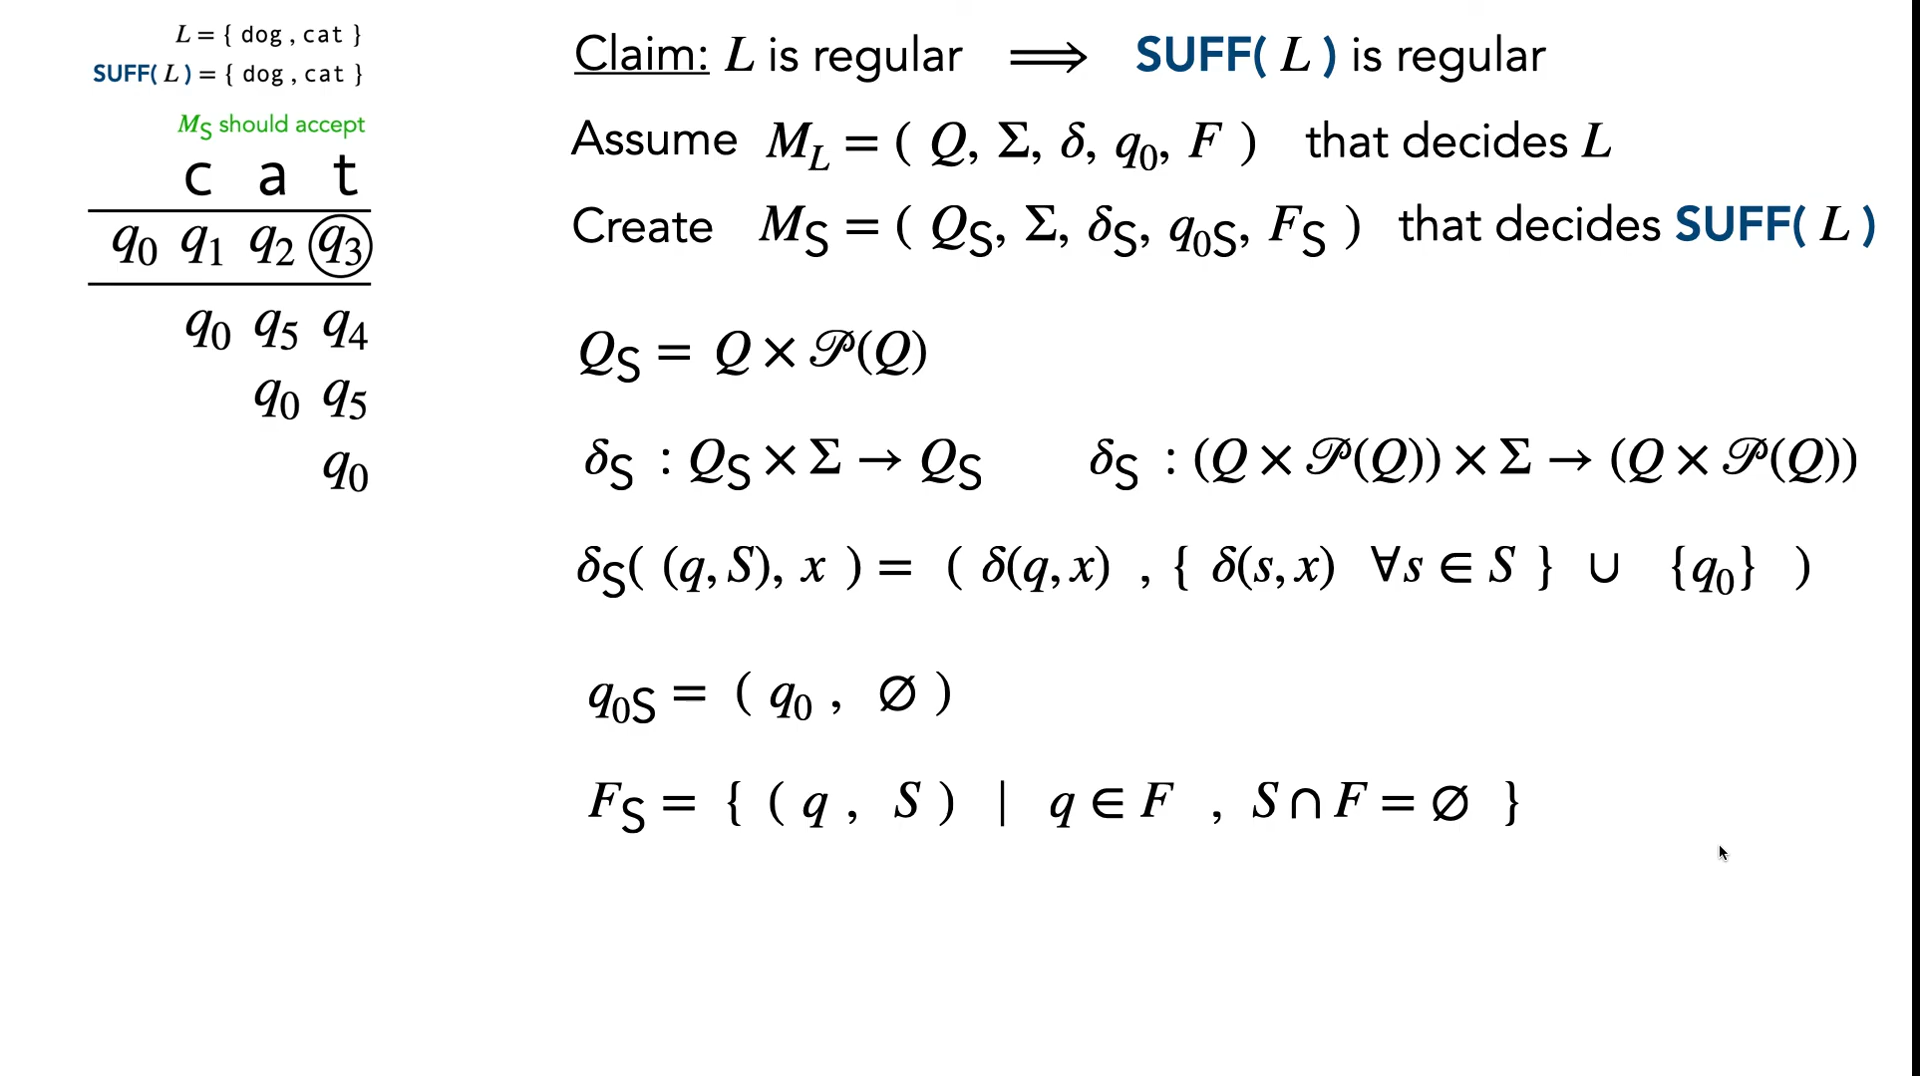 L = { dog , cat }
SUFF( L ) = { dog , cat }
M_S should accept
c a t
q_0 q_1 q_2 q_3
q_0 q_5 q_4
q_0 q_5
q_0
Claim: L is regular ⟹ SUFF( L ) is regular
Assume M_L = ( Q, Σ, δ, q_0, F ) that decides L
Create M_S = ( Q_S, Σ, δ_S, q_0S, F_S ) that decides SUFF( L )
Q_S = Q × 𝒫(Q)
δ_S : Q_S × Σ → Q_S δ_S : (Q × 𝒫(Q)) × Σ → (Q × 𝒫(Q))
δ_S( (q, S), x ) = ( δ(q, x) , { δ(s, x) ∀s ∈ S } ∪ {q_0} )
q_0S = ( q_0 , ∅ )
F_S = { ( q , S ) | q ∈ F , S ∩ F = ∅ }